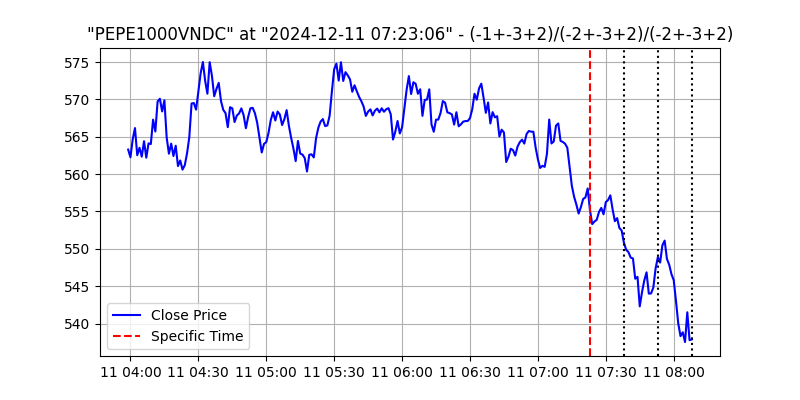 "PEPE1000VNDC" at "2024-12-11 07:23:06" - (-1+-3+2)/(-2+-3+2)/(-2+-3+2)
575
570
565
560
555
550
545
540
Close Price
Specific Time
11 04:00 11 04:30 11 05:00 11 05:30 11 06:00 11 06:30 11 07:00 11 07:30 11 08:00